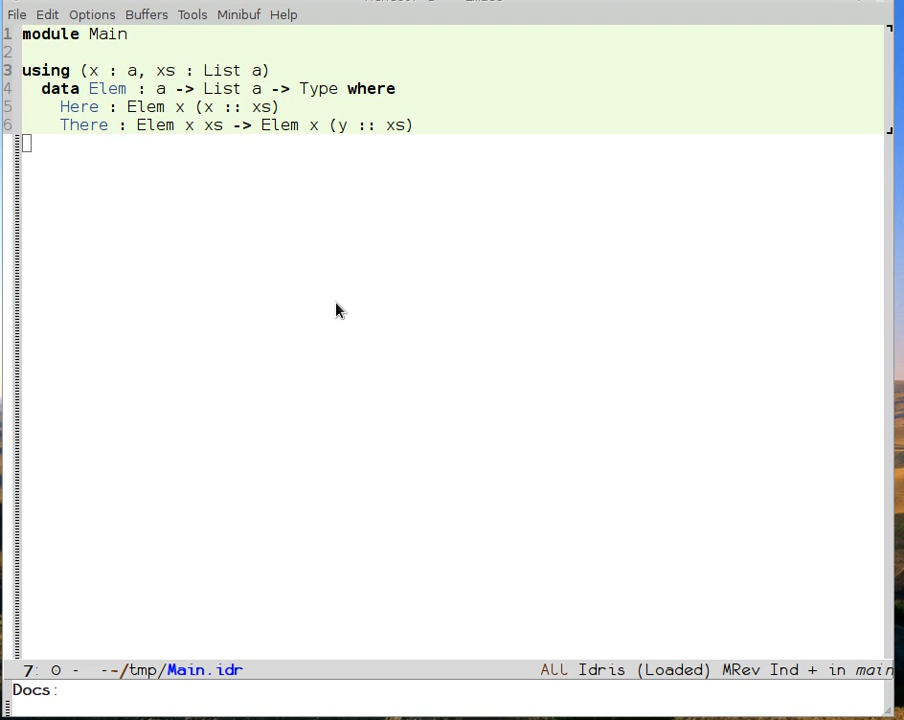 File Edit Options Buffers Tools Minibuf Help
1 module Main
2
3 using (x : a, xs : List a)
4   data Elem : a -> List a -> Type where
5     Here : Elem x (x :: xs)
6     There : Elem x xs -> Elem x (y :: xs)
7: O - --/tmp/Main.idr ALL Idris (Loaded) MRev Ind + in main
Docs: